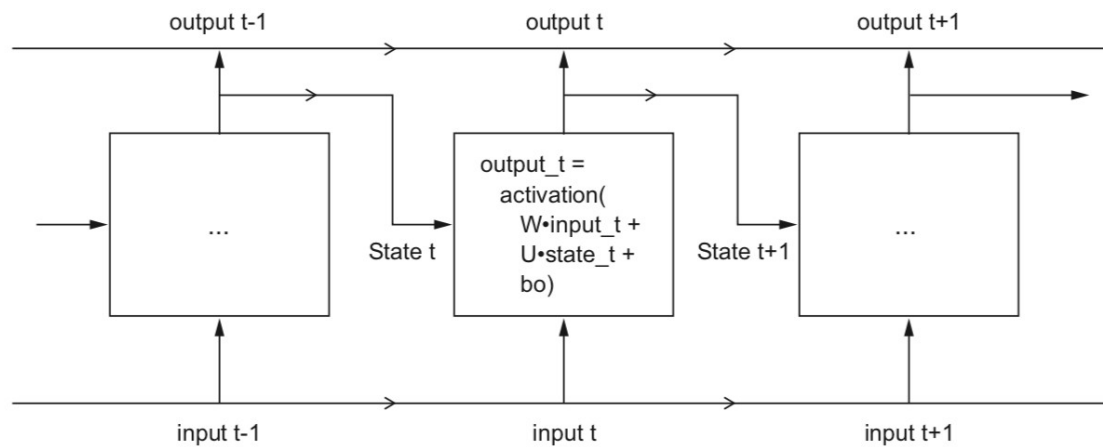 output t-1
output t
output t+1
...
output_t =
activation(
W•input_t +
U•state_t +
bo)
...
State t
State t+1
input t-1
input t
input t+1